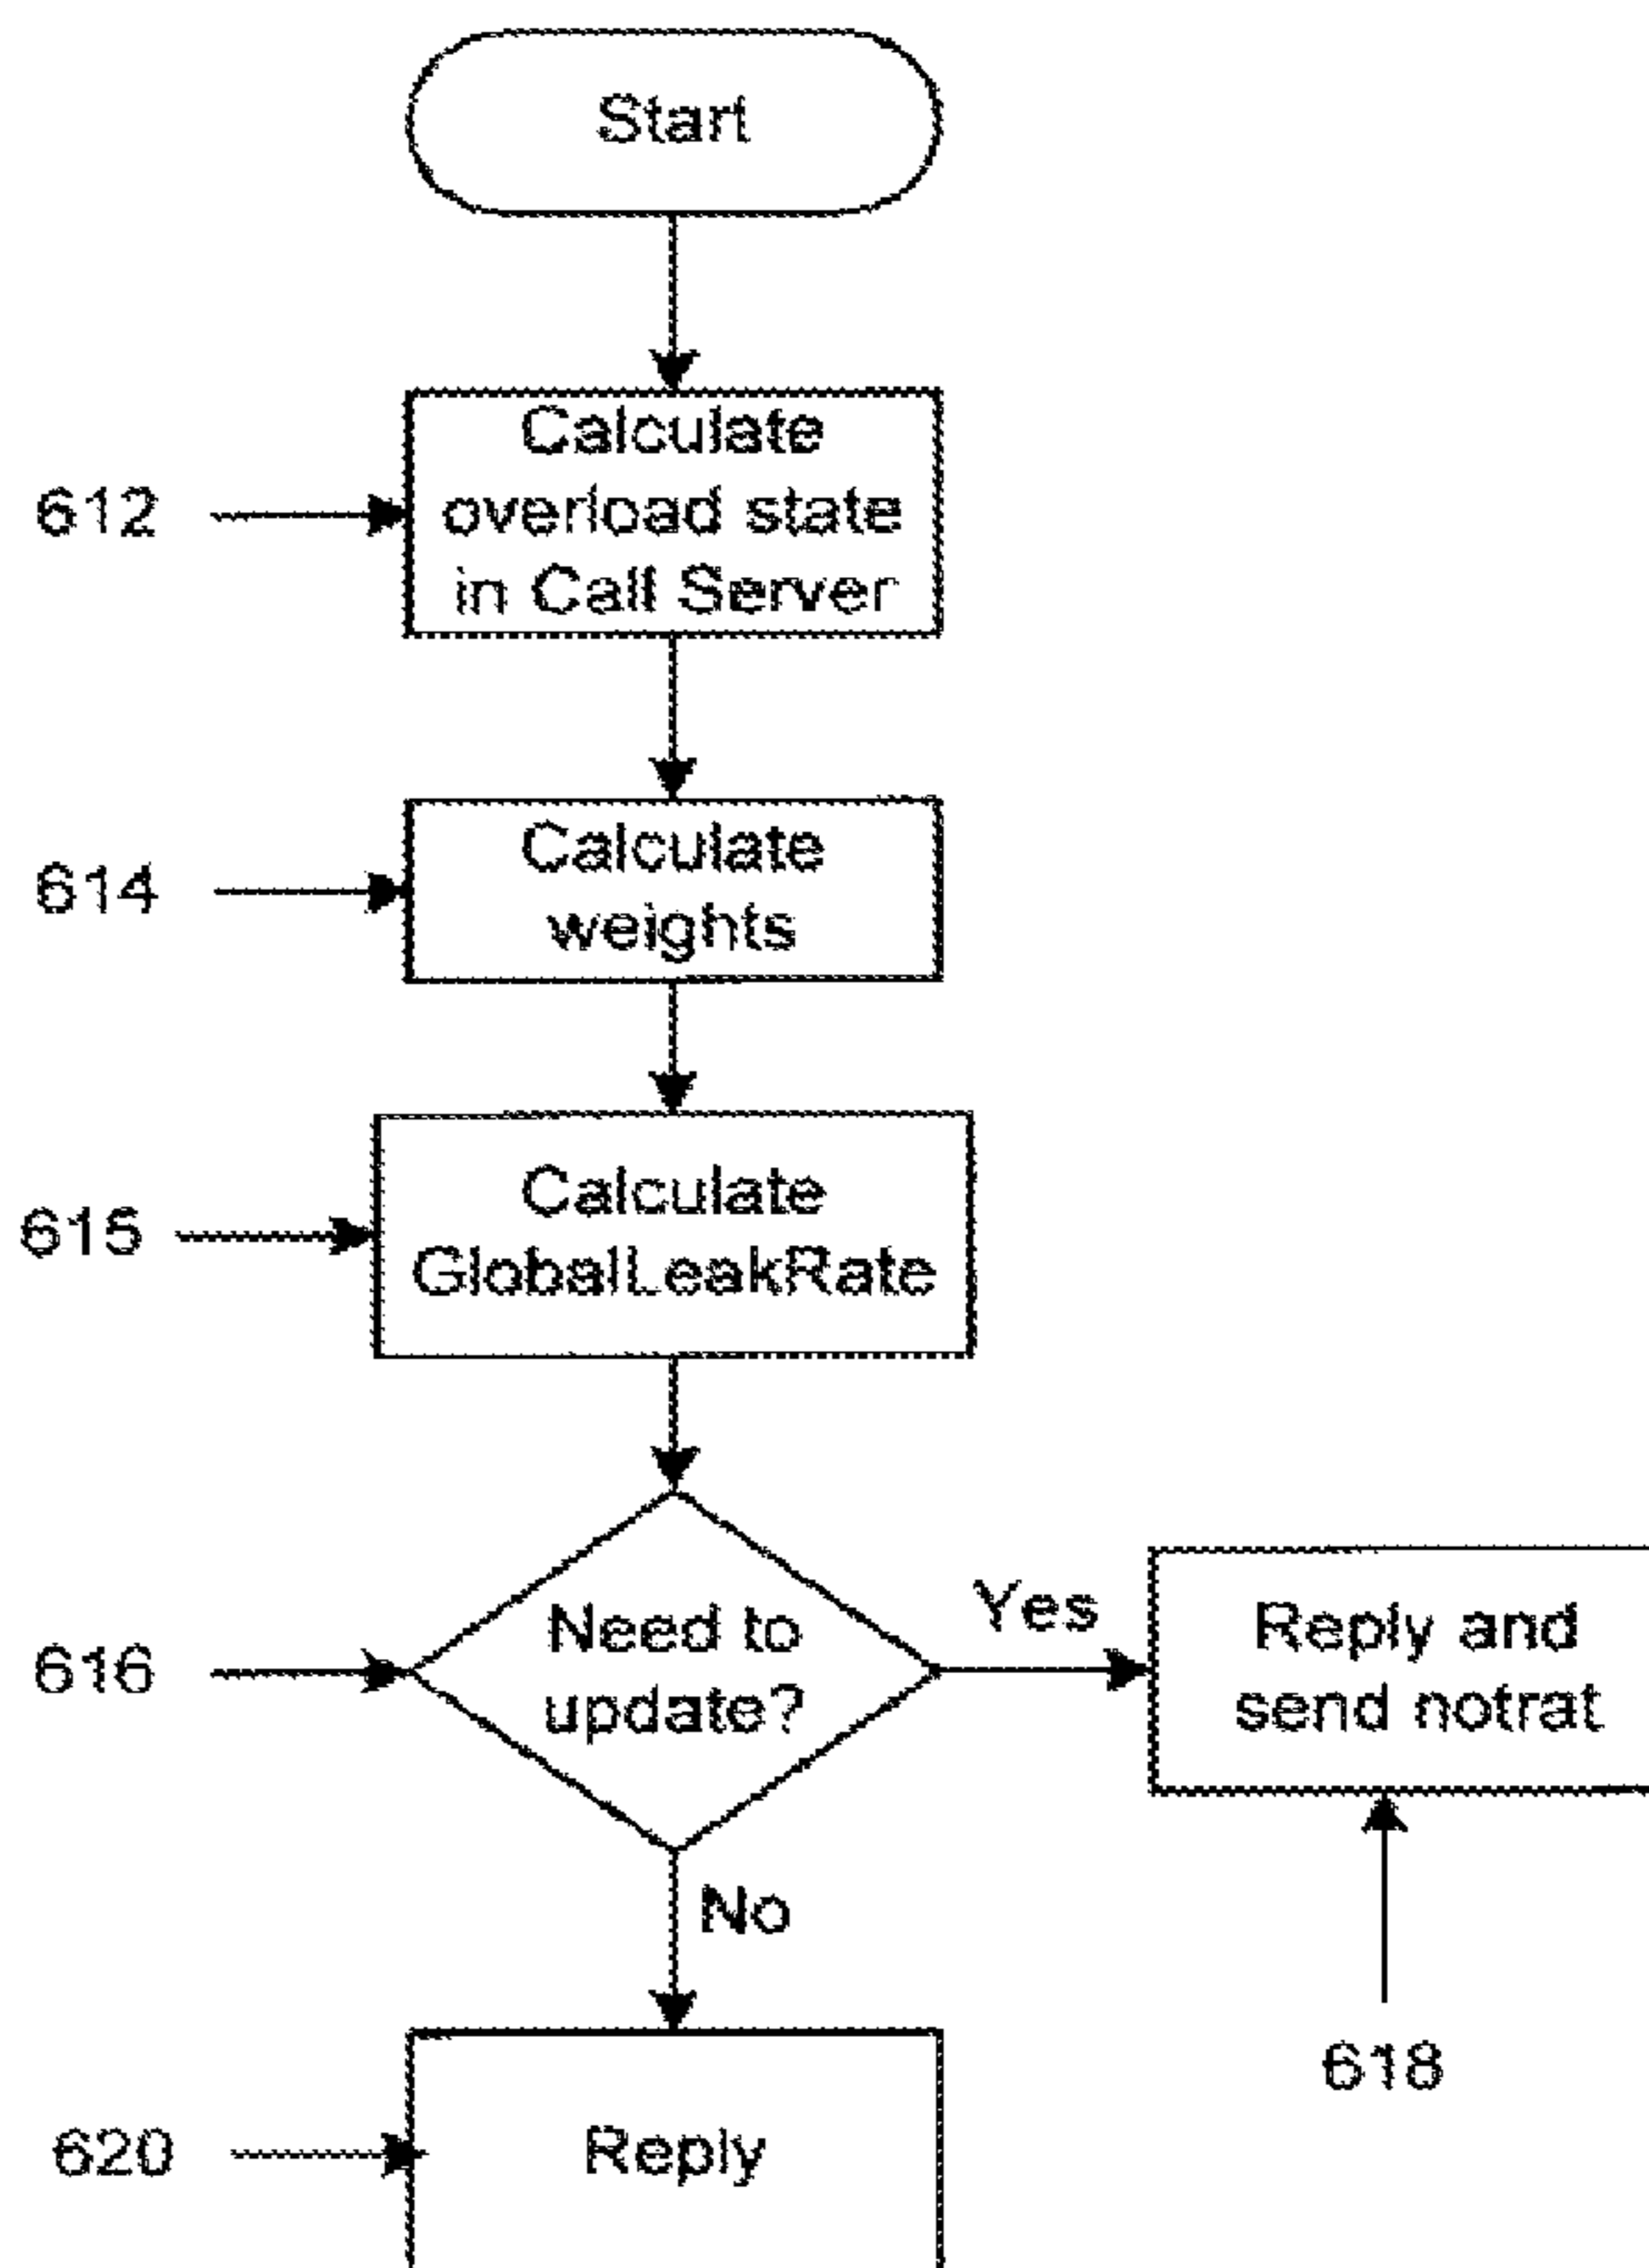 Start
612
Calculate
overload state
in Call Server
614
Calculate
weights
615
Calculate
GlobalLeakRate
616
Need to
update?
Yes
Reply and
send notrat
No
618
620
Reply